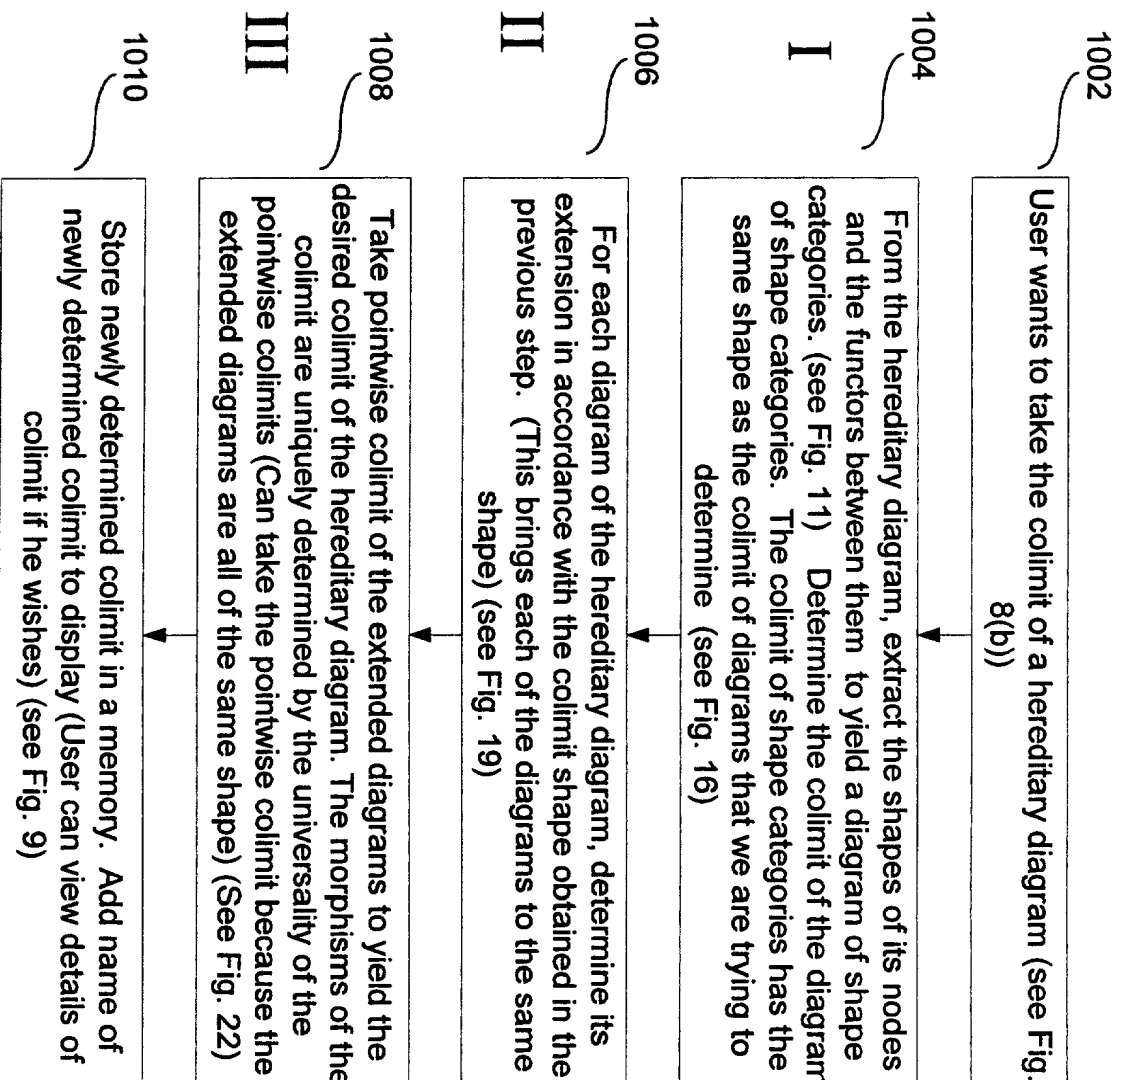 1002
User wants to take the colimit of a hereditary diagram (see Fig.
8(b))
1004
I
From the hereditary diagram, extract the shapes of its nodes
and the functors between them to yield a diagram of shape
categories. (see Fig. 11) Determine the colimit of the diagram
of shape categories. The colimit of shape categories has the
same shape as the colimit of diagrams that we are trying to
determine (see Fig. 16)
1006
II
For each diagram of the hereditary diagram, determine its
extension in accordance with the colimit shape obtained in the
previous step. (This brings each of the diagrams to the same
shape) (see Fig. 19)
1008
III
Take pointwise colimit of the extended diagrams to yield the
desired colimit of the hereditary diagram. The morphisms of the
colimit are uniquely determined by the universality of the
pointwise colimits (Can take the pointwise colimit because the
extended diagrams are all of the same shape) (See Fig. 22)
1010
Store newly determined colimit in a memory. Add name of
newly determined colimit to display (User can view details of
colimit if he wishes) (see Fig. 9)